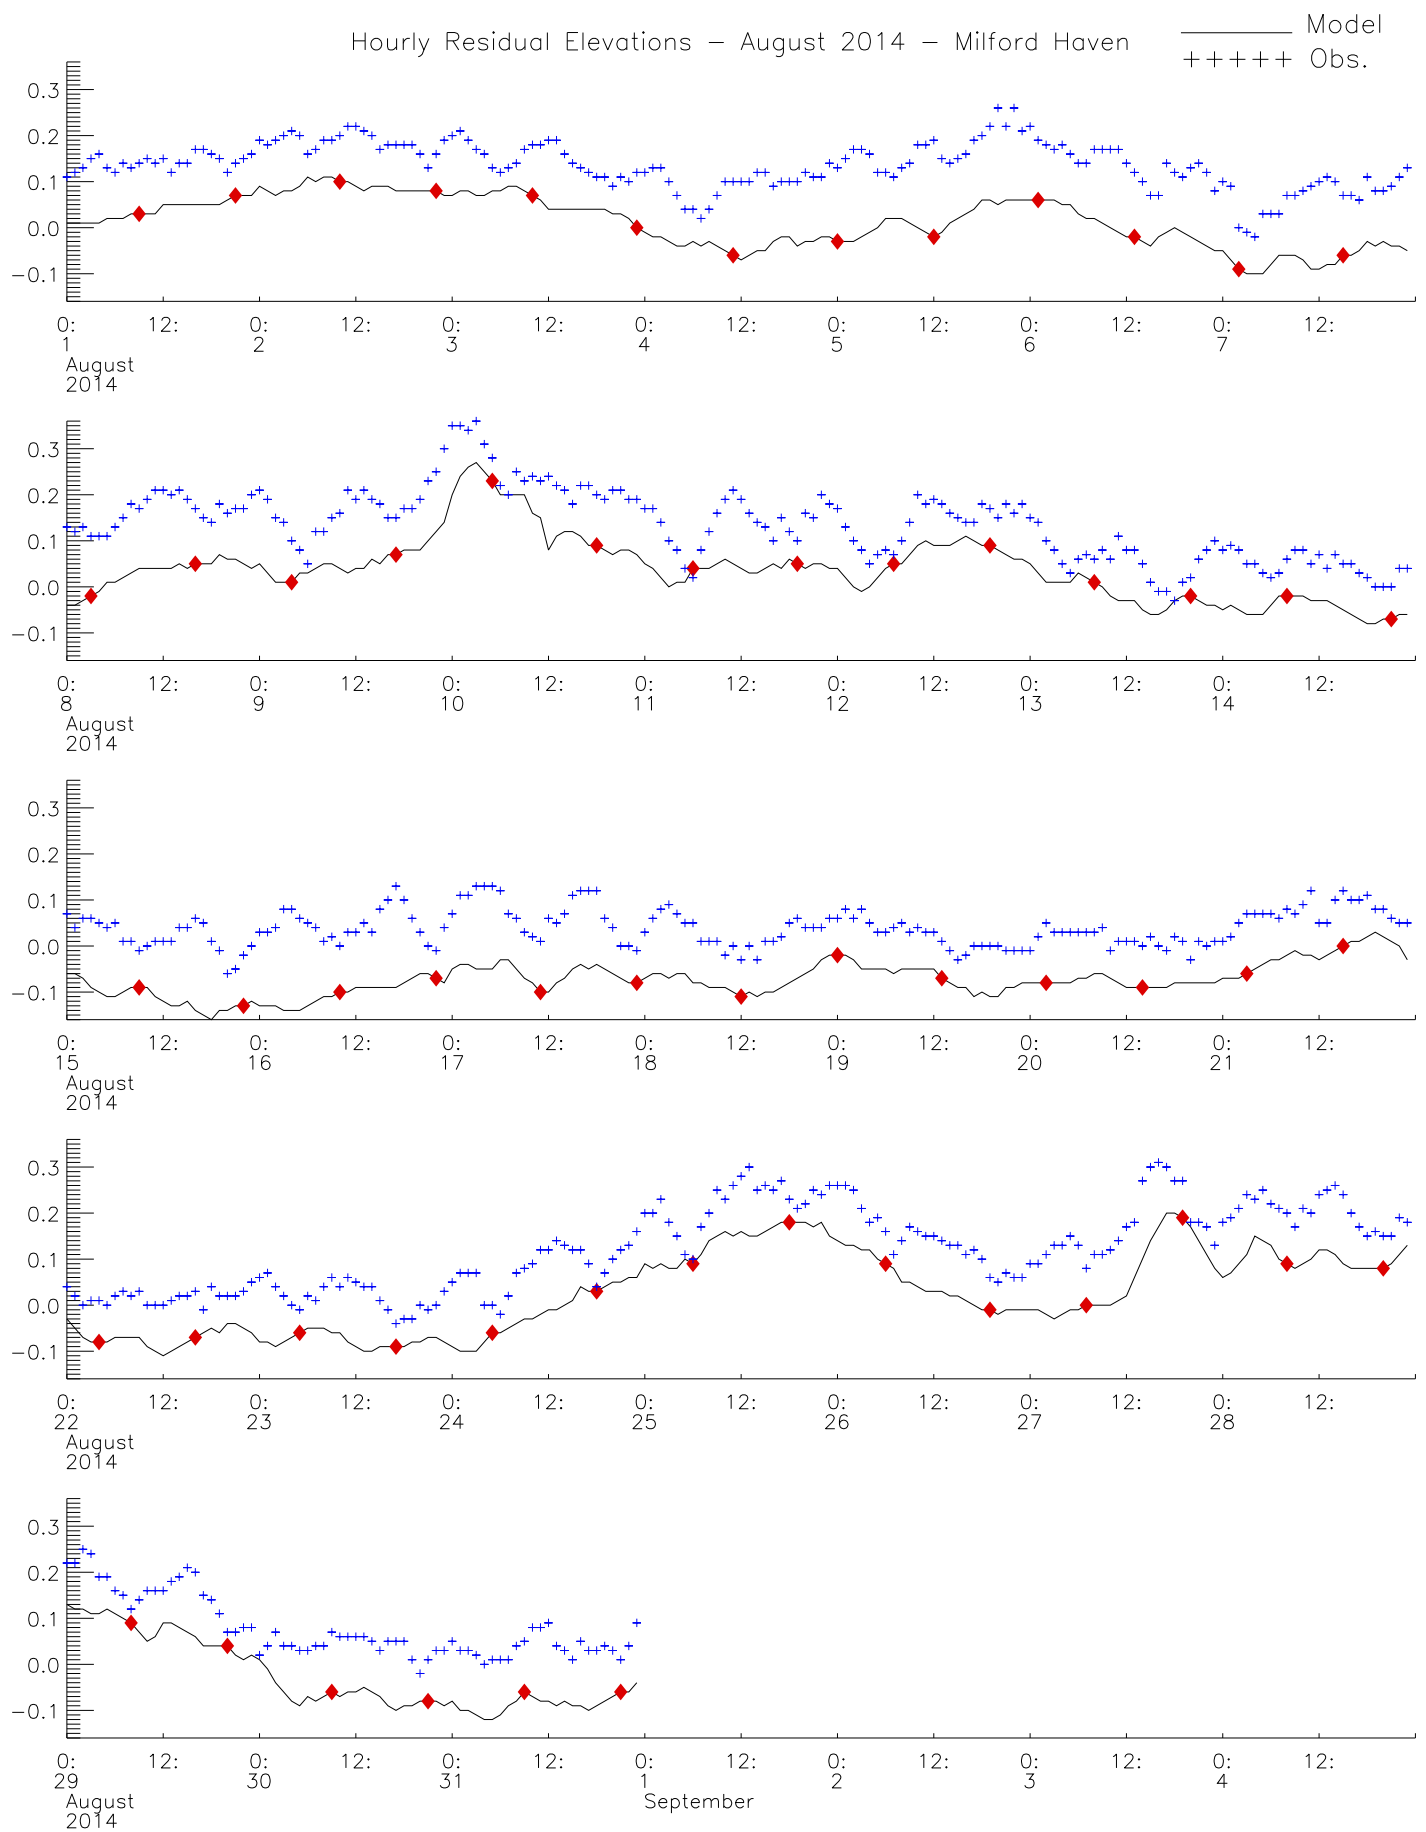 Hourly Residual Elevations – August 2014 – Milford Haven
Model
+++++ Obs.
0.3
0.2
0.1
0.0
−0.1
0: 12: 0: 12: 0: 12: 0: 12: 0: 12: 0: 12: 0: 12:
1 2 3 4 5 6 7
August
2014
0.3
0.2
0.1
0.0
−0.1
0: 12: 0: 12: 0: 12: 0: 12: 0: 12: 0: 12: 0: 12:
8 9 10 11 12 13 14
August
2014
0.3
0.2
0.1
0.0
−0.1
0: 12: 0: 12: 0: 12: 0: 12: 0: 12: 0: 12: 0: 12:
15 16 17 18 19 20 21
August
2014
0.3
0.2
0.1
0.0
−0.1
0: 12: 0: 12: 0: 12: 0: 12: 0: 12: 0: 12: 0: 12:
22 23 24 25 26 27 28
August
2014
0.3
0.2
0.1
0.0
−0.1
0: 12: 0: 12: 0: 12: 0: 12: 0: 12: 0: 12: 0: 12:
29 30 31 1 2 3 4
August September
2014